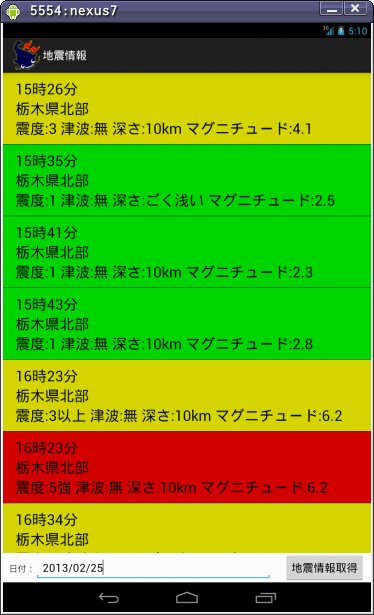 5554:nexus7
3G 5:10
地震情報
15時26分
栃木県北部
震度:3 津波:無 深さ:10km マグニチュード:4.1
15時35分
栃木県北部
震度:1 津波:無 深さ:ごく浅い マグニチュード:2.5
15時41分
栃木県北部
震度:1 津波:無 深さ:10km マグニチュード:2.3
15時43分
栃木県北部
震度:1 津波:無 深さ:10km マグニチュード:2.8
16時23分
栃木県北部
震度:3以上 津波:無 深さ:10km マグニチュード:6.2
16時23分
栃木県北部
震度:5強 津波:無 深さ:10km マグニチュード:6.2
16時34分
栃木県北部
日付： 2013/02/25 地震情報取得